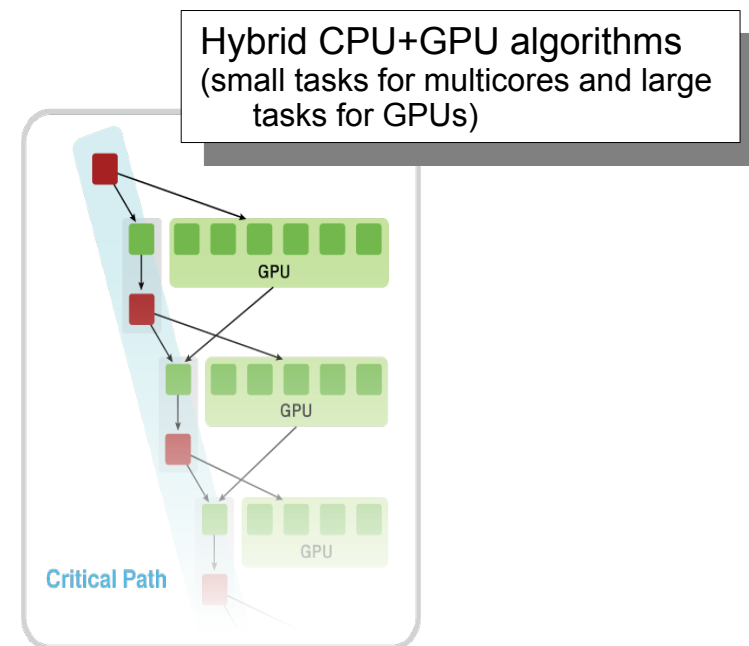 Hybrid CPU+GPU algorithms
(small tasks for multicores and large
tasks for GPUs)
GPU
GPU
GPU
Critical Path